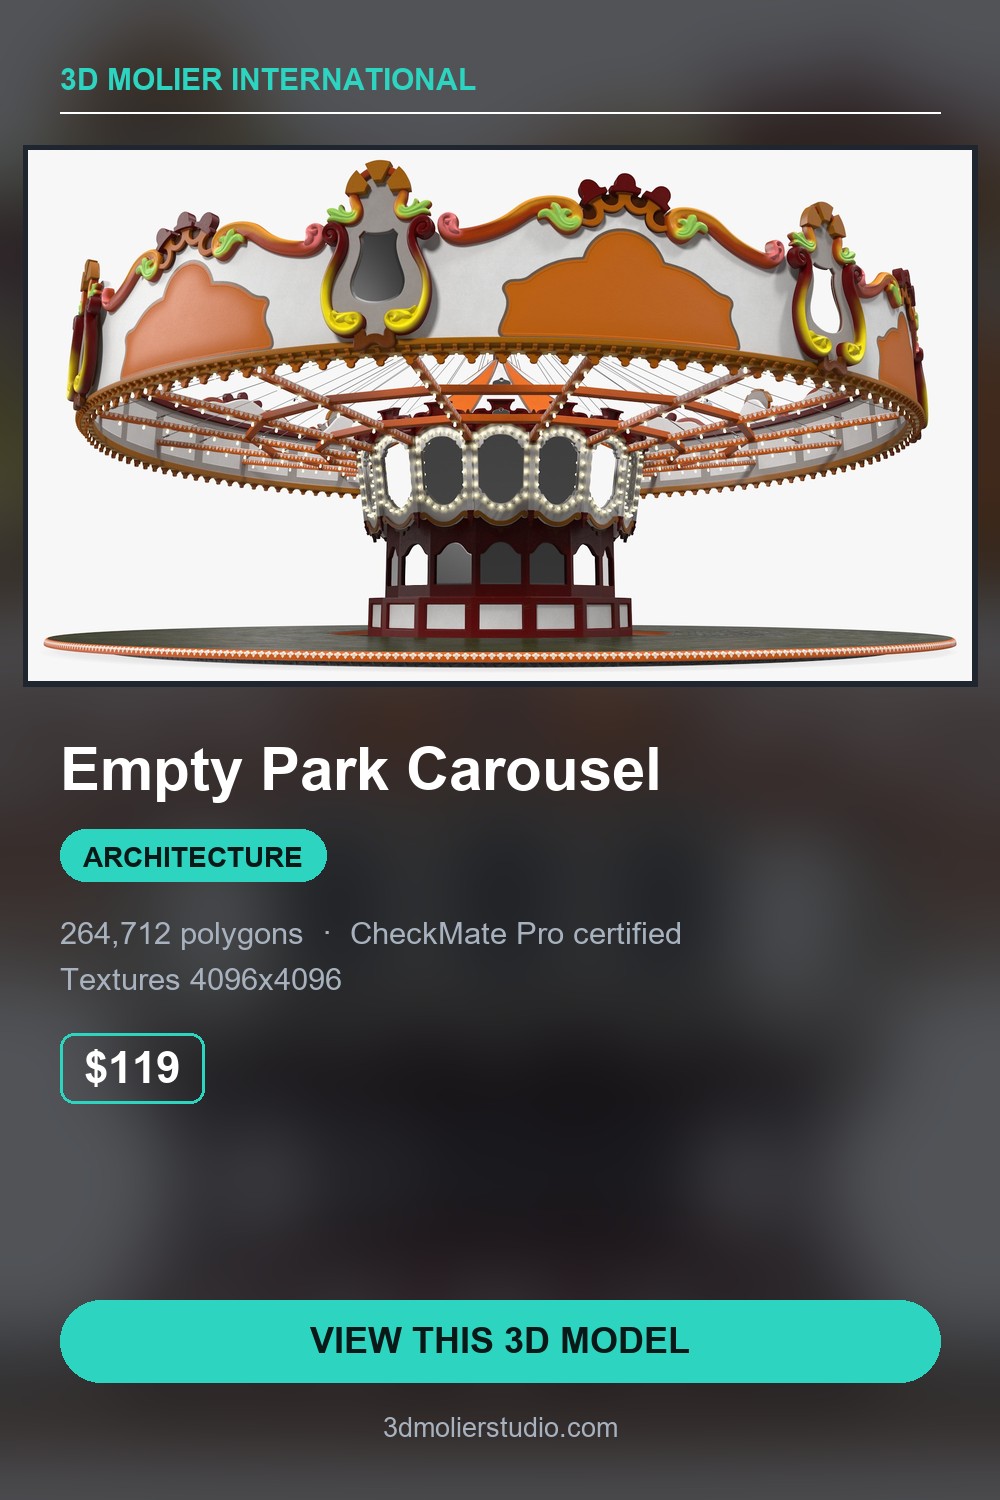 3D MOLIER INTERNATIONAL
Empty Park Carousel
ARCHITECTURE
264,712 polygons · CheckMate Pro certified
Textures 4096x4096
$119
VIEW THIS 3D MODEL
3dmolierstudio.com